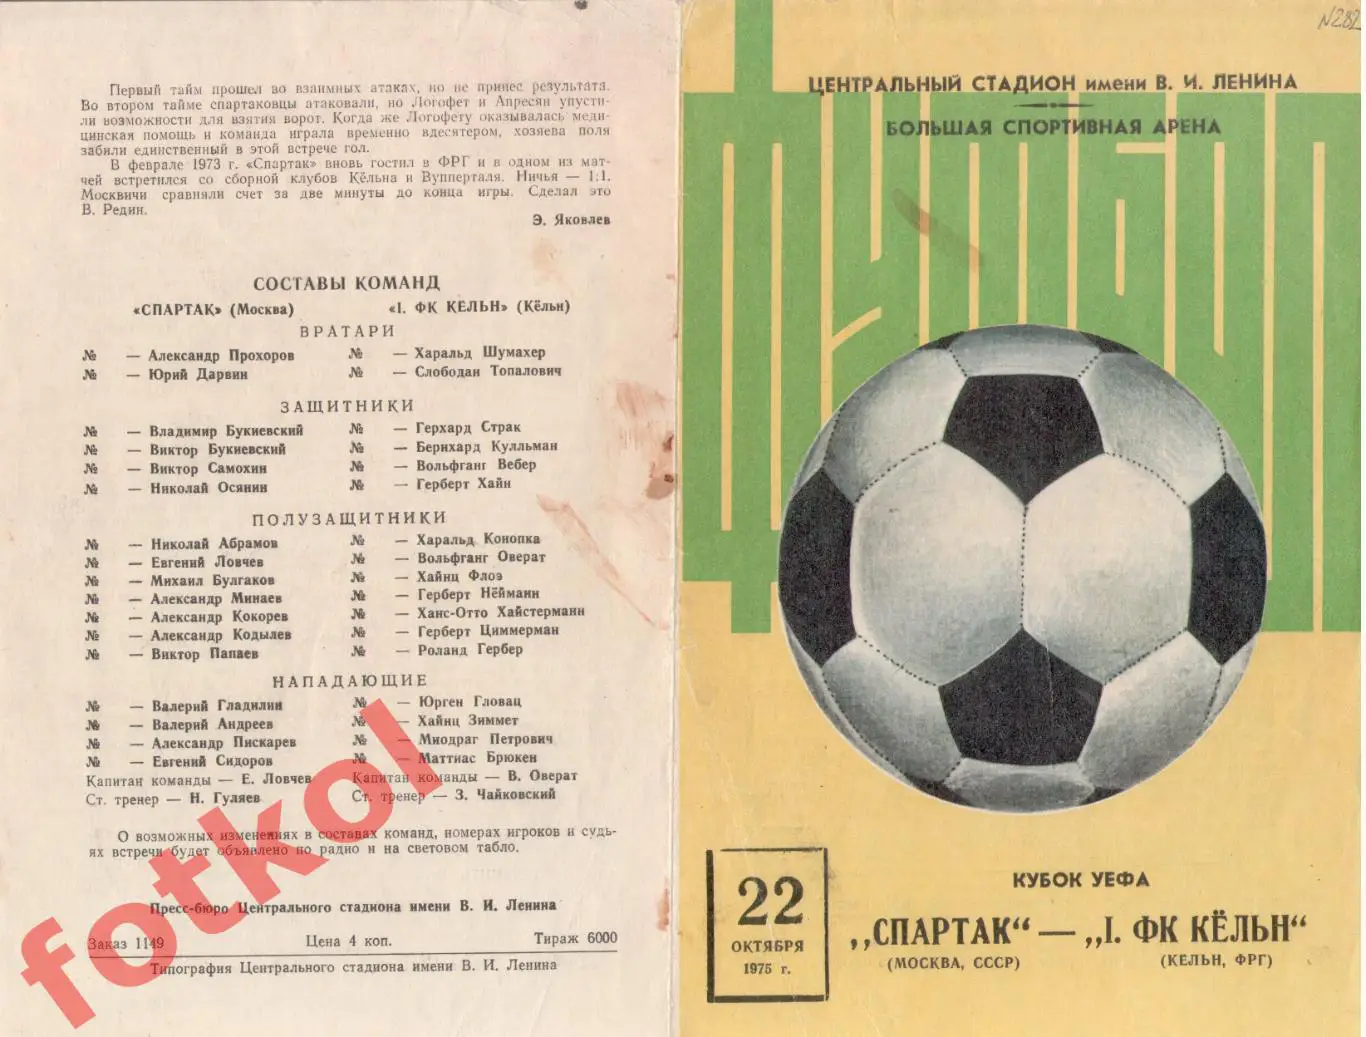 Первый тайм прошел во взаимных атаках, но не принес результата.
Во втором тайме спартаковцы атаковали, но Логофет и Апресян упусти-
ли возможности для взятия ворот. Когда же Логофету оказывалась меди-
цинская помощь и команда играла временно вдесятером, хозяева поля
забили единственный в этой встрече гол.
В феврале 1973 г. «Спартак» вновь гостил в ФРГ и в одном из мат-
чей встретился со сборной клубов Кёльна и Вупперталя. Ничья — 1:1.
Москвичи сравняли счет за две минуты до конца игры. Сделал это
В. Редин.
Э. Яковлев
СОСТАВЫ КОМАНД
«СПАРТАК» (Москва) «I. ФК КЕЛЬН» (Кёльн)
ВРАТАРИ
№ — Александр Прохоров № — Харальд Шумахер
№ — Юрий Дарвин № — Слободан Топалович
ЗАЩИТНИКИ
№ — Владимир Букиевский № — Герхард Страк
№ — Виктор Букиевский № — Бернхард Кулльман
№ — Виктор Самохин № — Вольфганг Вебер
№ — Николай Осянин № — Герберт Хайн
ПОЛУЗАЩИТНИКИ
№ — Николай Абрамов № — Харальд Конопка
№ — Евгений Ловчев № — Вольфганг Оверат
№ — Михаил Булгаков № — Хайнц Флоэ
№ — Александр Минаев № — Герберт Нёйманн
№ — Александр Кокорев № — Ханс-Отто Хайстерманн
№ — Александр Кодылев № — Герберт Циммерман
№ — Виктор Папаев № — Роланд Гербер
НАПАДАЮЩИЕ
№ — Валерий Гладилин № — Юрген Гловац
№ — Валерий Андреев № — Хайнц Зиммет
№ — Александр Пискарев № — Миодраг Петрович
№ — Евгений Сидоров № — Маттиас Брюкен
Капитан команды — Е. Ловчев Капитан команды — В. Оверат
Ст. тренер — Н. Гуляев Ст. тренер — З. Чайковский
О возможных изменениях в составах команд, номерах игроков и судь-
ях встречи будет объявлено по радио и на световом табло.
Пресс-бюро Центрального стадиона имени В. И. Ленина
Заказ 1149 Цена 4 коп. Тираж 6000
Типография Центрального стадиона имени В. И. Ленина
fotkol
N282
ЦЕНТРАЛЬНЫЙ СТАДИОН имени В. И. ЛЕНИНА
БОЛЬШАЯ СПОРТИВНАЯ АРЕНА
ФУТБОЛ
22
ОКТЯБРЯ
1975 г.
КУБОК УЕФА
„СПАРТАК“ — „I. ФК КЁЛЬН“
(МОСКВА, СССР) (КЕЛЬН, ФРГ)